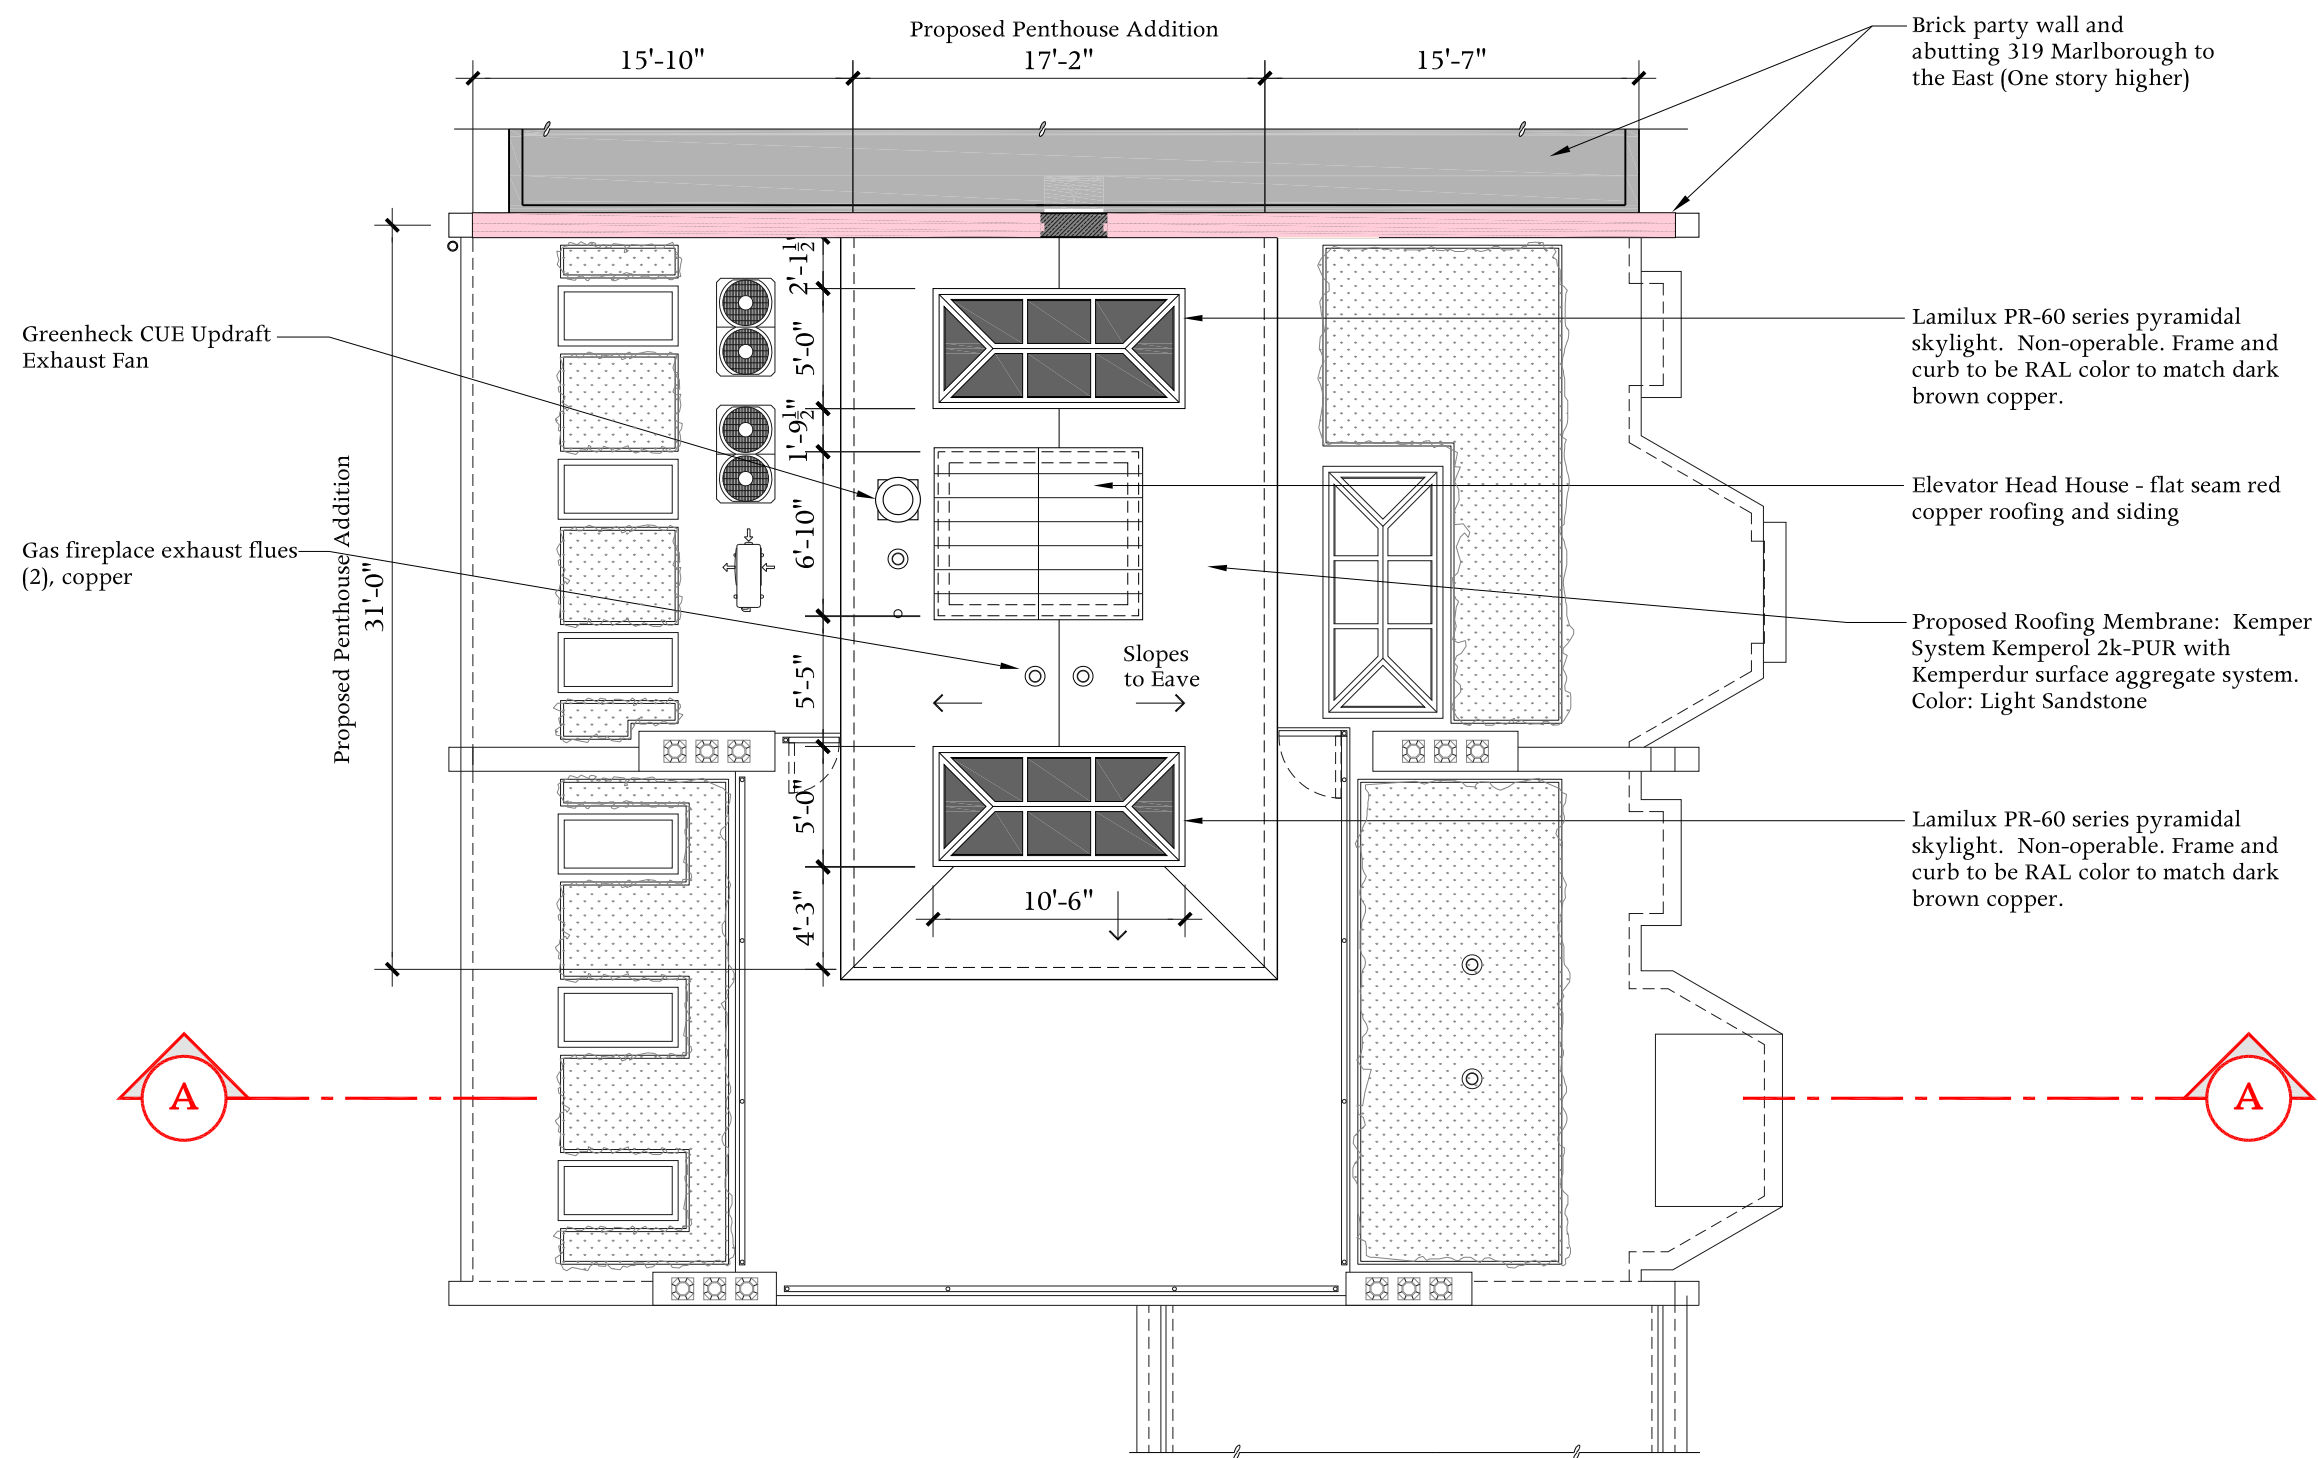 Proposed Penthouse Addition
15'-10"
17'-2"
15'-7"
Brick party wall and
abutting 319 Marlborough to
the East (One story higher)
Greenheck CUE Updraft
Exhaust Fan
Gas fireplace exhaust flues
(2), copper
Proposed Penthouse Addition
31'-0"
2'-1½"
5'-0"
1'-9½"
6'-10"
5'-5"
5'-0"
4'-3"
10'-6"
Slopes
to Eave
Lamilux PR-60 series pyramidal
skylight.  Non-operable. Frame and
curb to be RAL color to match dark
brown copper.
Elevator Head House - flat seam red
copper roofing and siding
Proposed Roofing Membrane:  Kemper
System Kemperol 2k-PUR with
Kemperdur surface aggregate system.
Color: Light Sandstone
Lamilux PR-60 series pyramidal
skylight.  Non-operable. Frame and
curb to be RAL color to match dark
brown copper.
A
A